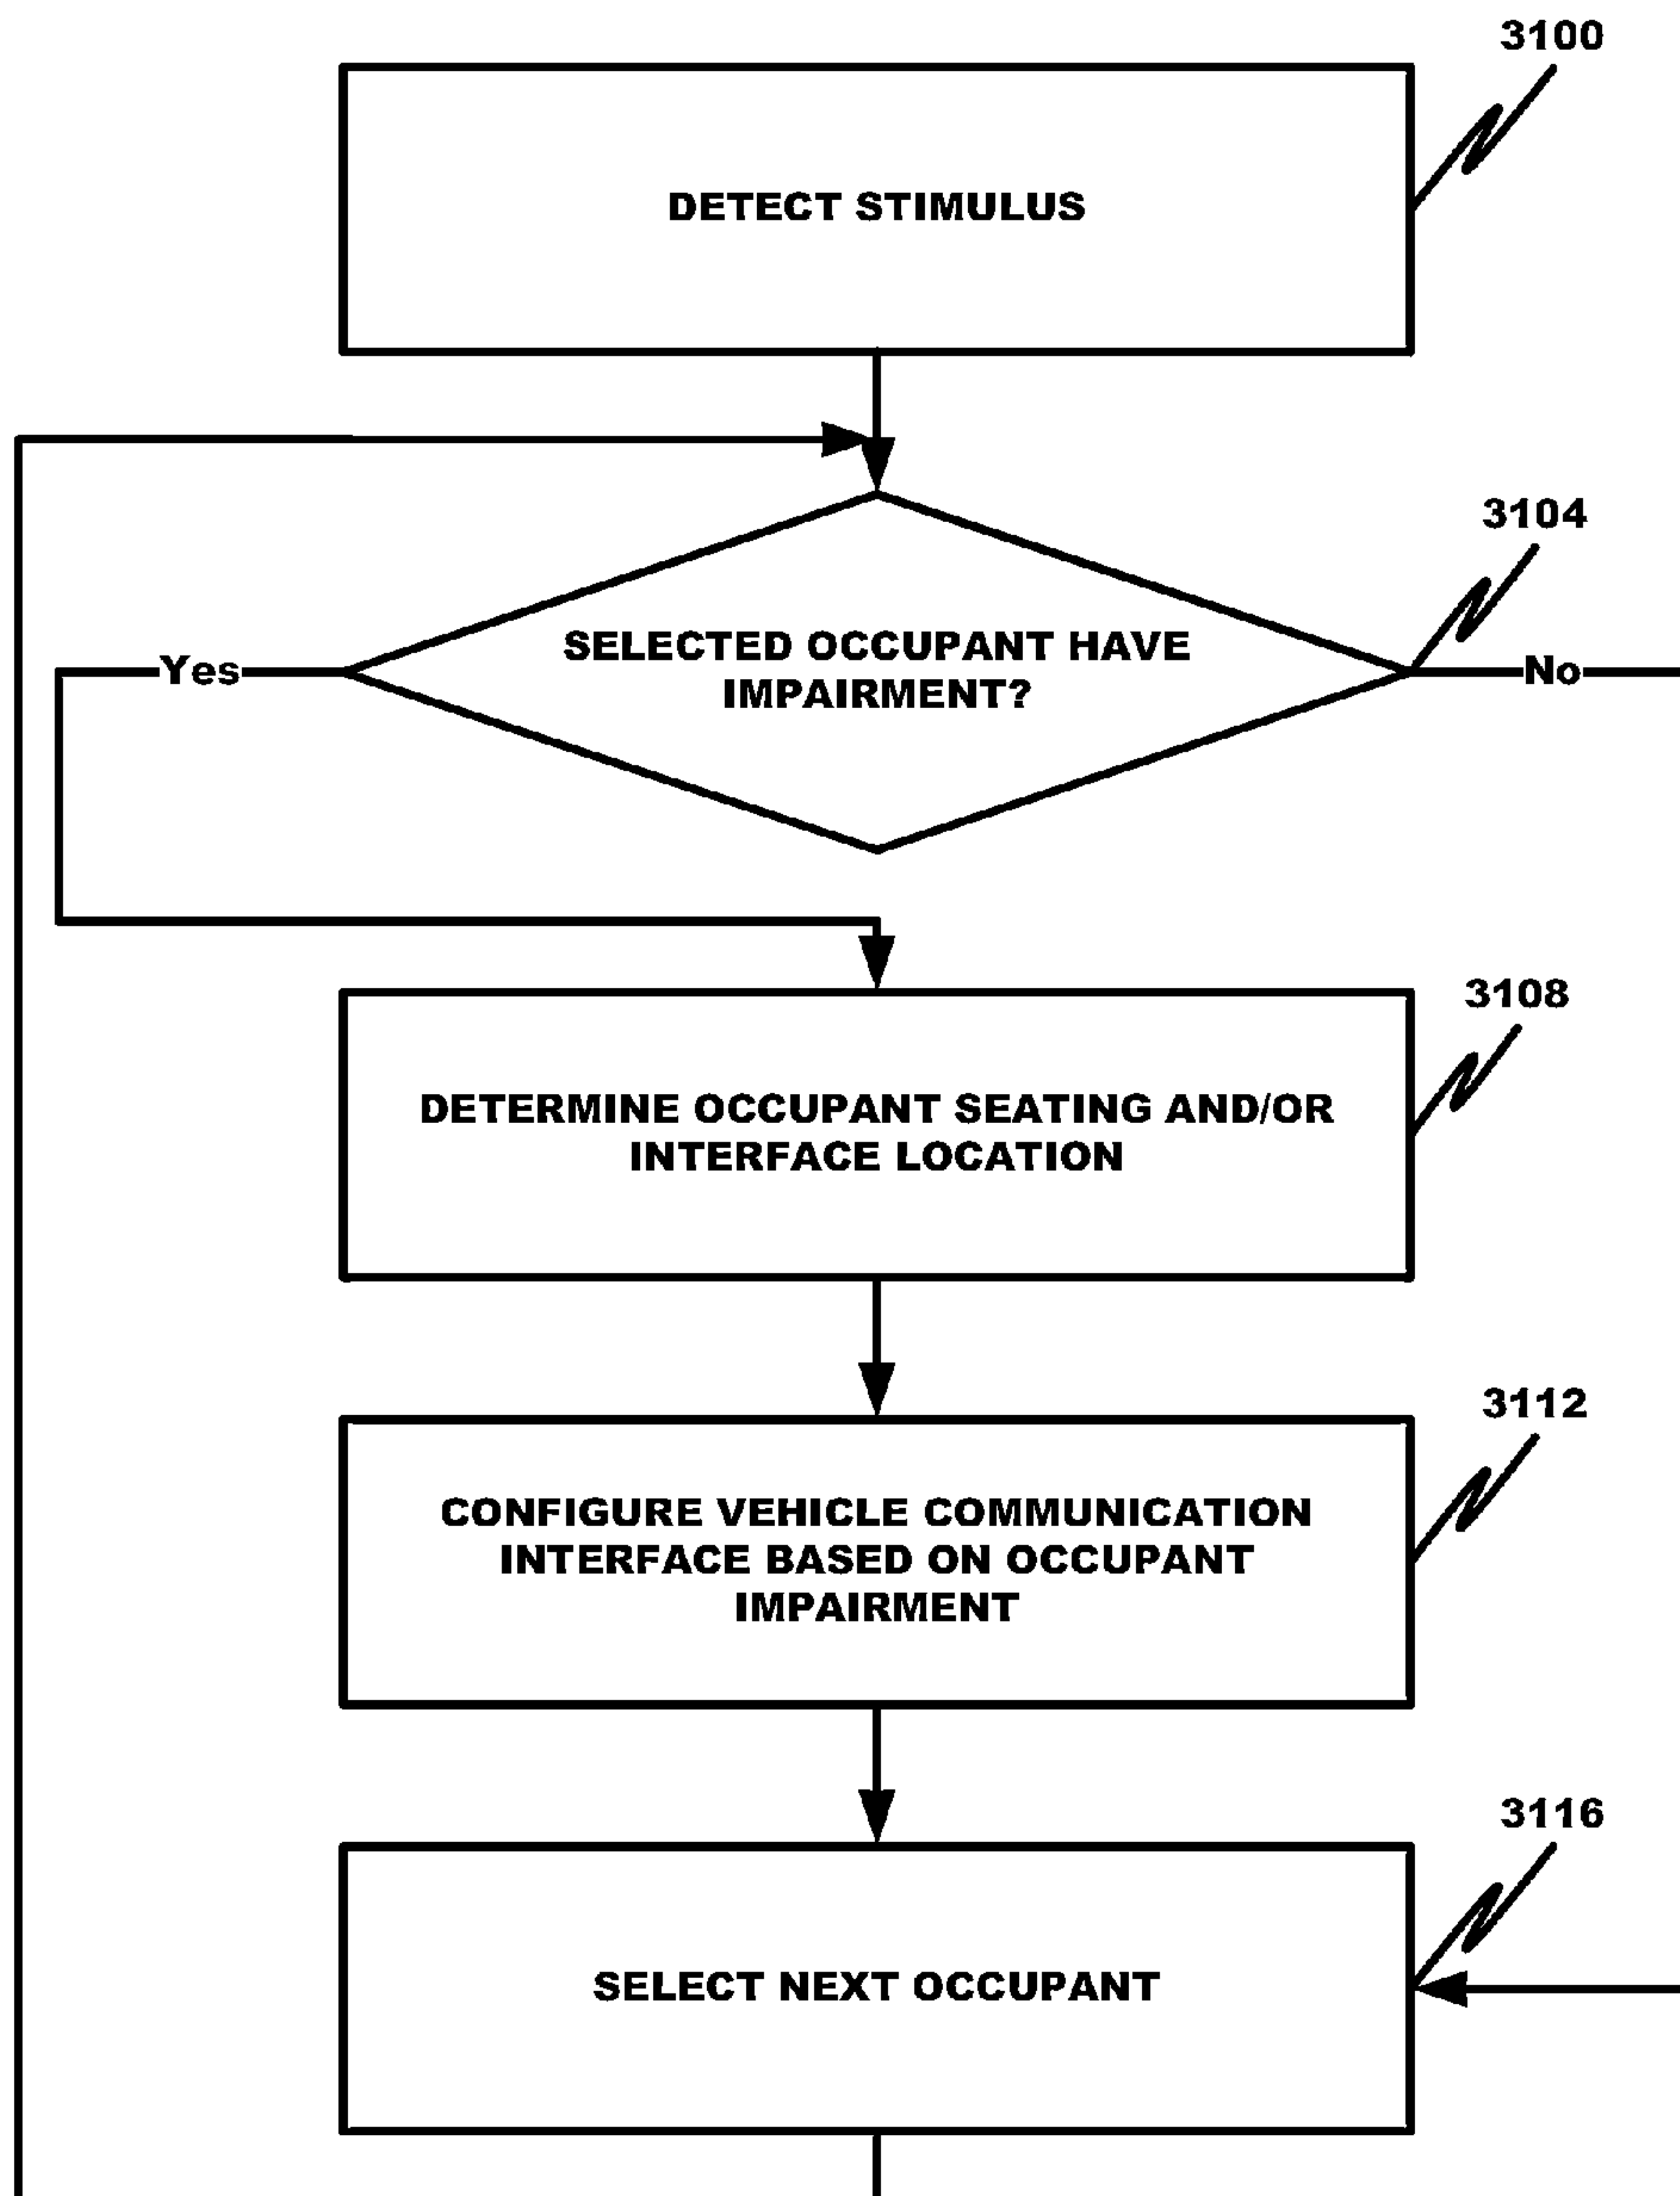 3100
DETECT STIMULUS
3104
SELECTED OCCUPANT HAVE
IMPAIRMENT?
Yes
No
3108
DETERMINE OCCUPANT SEATING AND/OR
INTERFACE LOCATION
3112
CONFIGURE VEHICLE COMMUNICATION
INTERFACE BASED ON OCCUPANT
IMPAIRMENT
3116
SELECT NEXT OCCUPANT